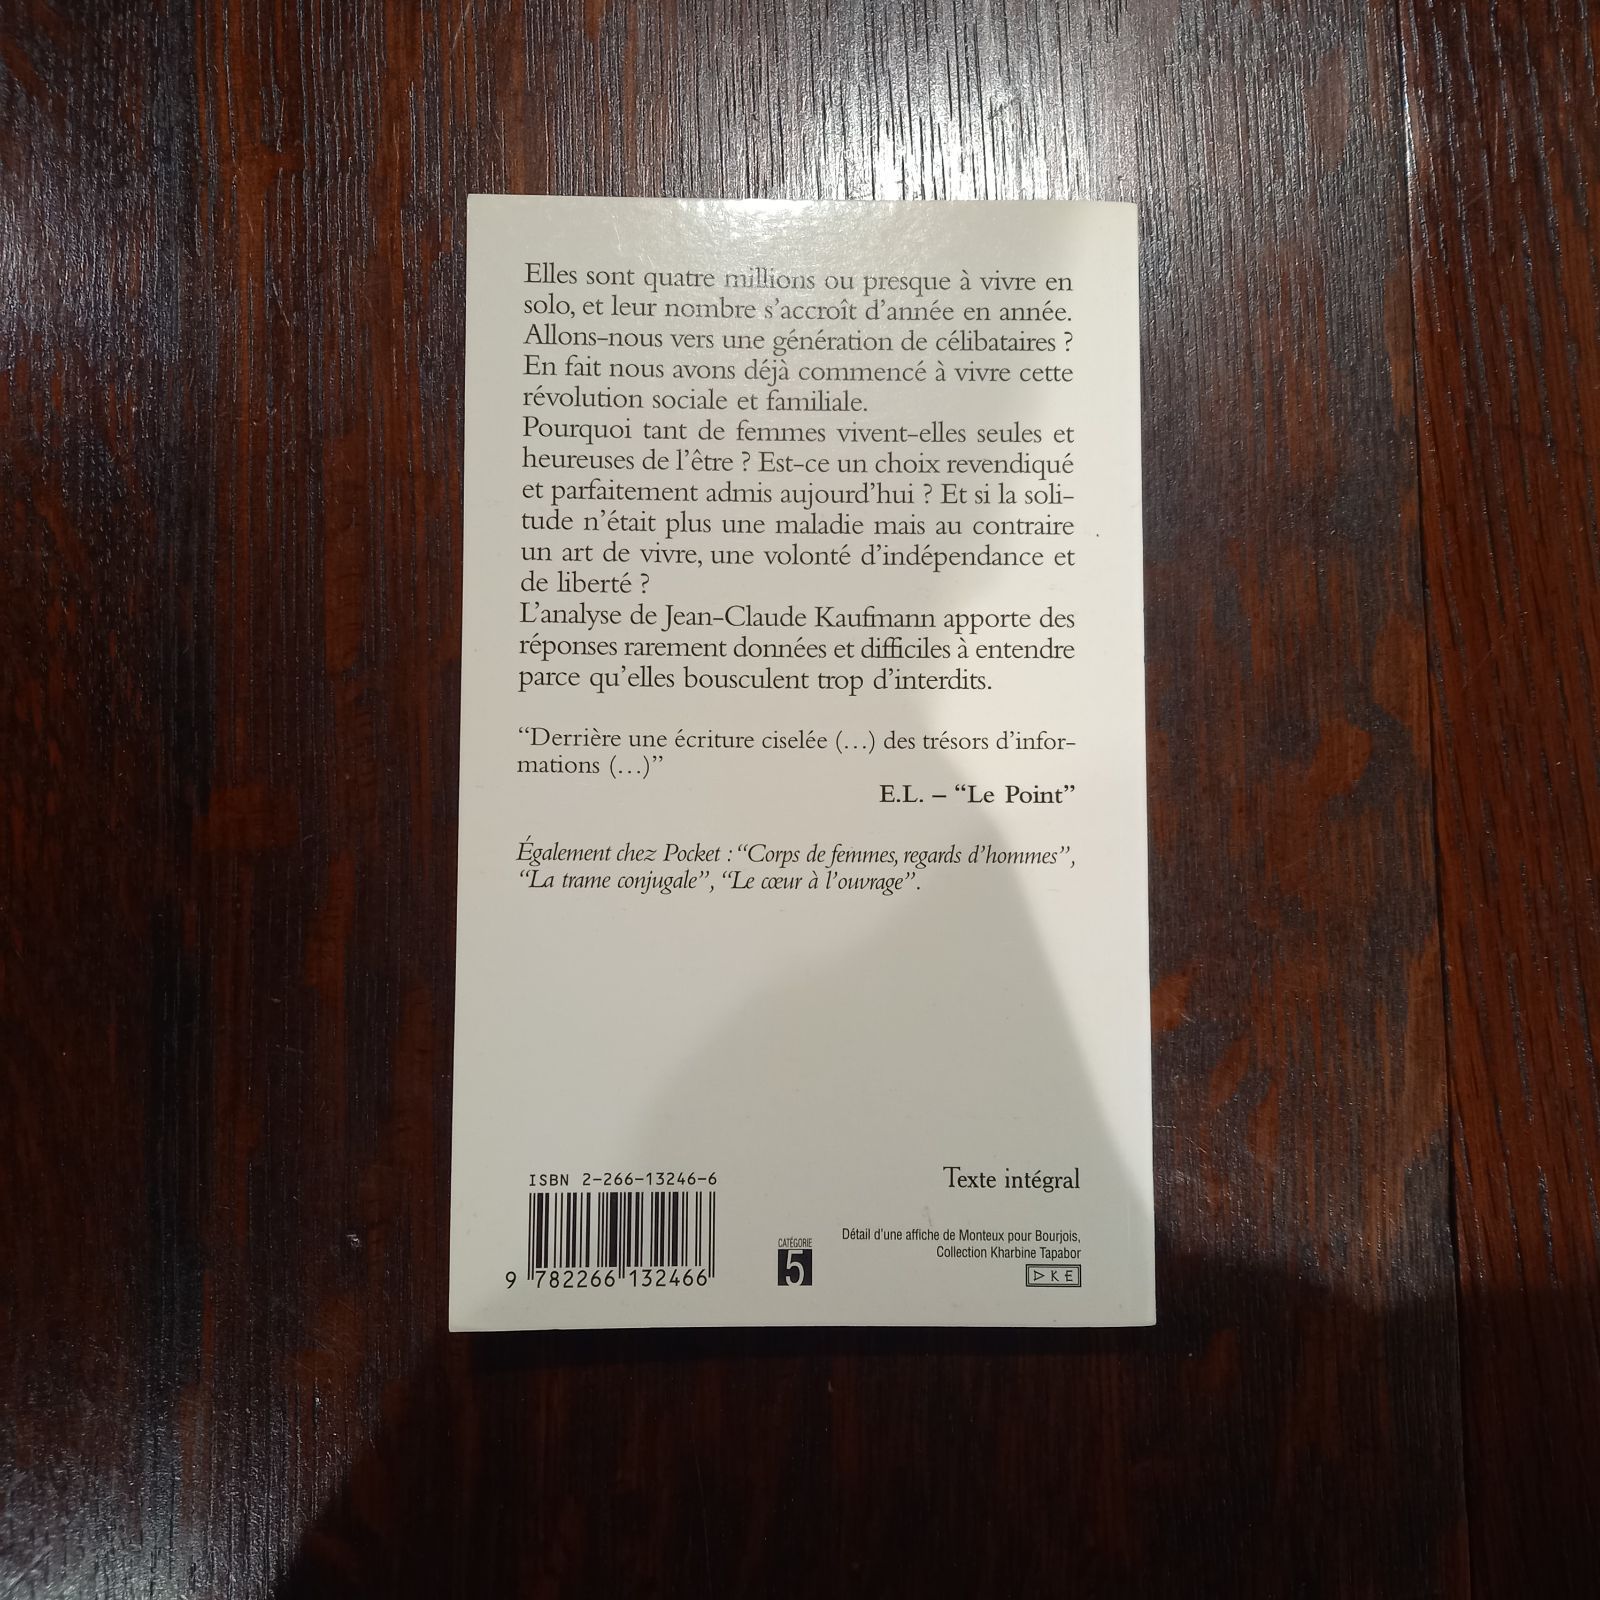 Elles sont quatre millions ou presque à vivre en
solo, et leur nombre s'accroît d'année en année.
Allons-nous vers une génération de célibataires ?
En fait nous avons déjà commencé à vivre cette
révolution sociale et familiale.
Pourquoi tant de femmes vivent-elles seules et
heureuses de l'être ? Est-ce un choix revendiqué
et parfaitement admis aujourd'hui ? Et si la soli-
tude n'était plus une maladie mais au contraire
un art de vivre, une volonté d'indépendance et
de liberté ?
L'analyse de Jean-Claude Kaufmann apporte des
réponses rarement données et difficiles à entendre
parce qu'elles bousculent trop d'interdits.
“Derrière une écriture ciselée (…) des trésors d'infor-
mations (…)”
E.L. – “Le Point”
Également chez Pocket : “Corps de femmes, regards d'hommes”,
“La trame conjugale”, “Le cœur à l'ouvrage”.
ISBN 2-266-13246-6
9 782266 132466
CATÉGORIE
5
Texte intégral
Détail d'une affiche de Monteux pour Bourjois,
Collection Kharbine Tapabor
DKE